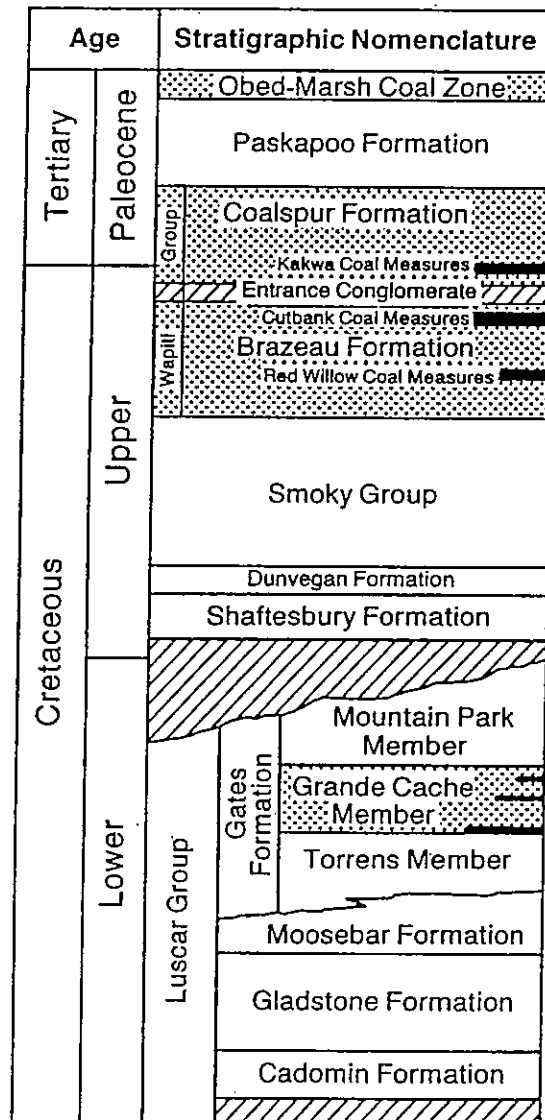 Age
Stratigraphic Nomenclature
Tertiary
Paleocene
Obed-Marsh Coal Zone
Paskapoo Formation
Group
Coalspur Formation
Kakwa Coal Measures
Entrance Conglomerate
Cutbank Coal Measures
Wapiti
Brazeau Formation
Red Willow Coal Measures
Cretaceous
Upper
Smoky Group
Dunvegan Formation
Shaftesbury Formation
Lower
Luscar Group
Gates
Formation
Mountain Park
Member
Grande Cache
Member
Torrens Member
Moosebar Formation
Gladstone Formation
Cadomin Formation